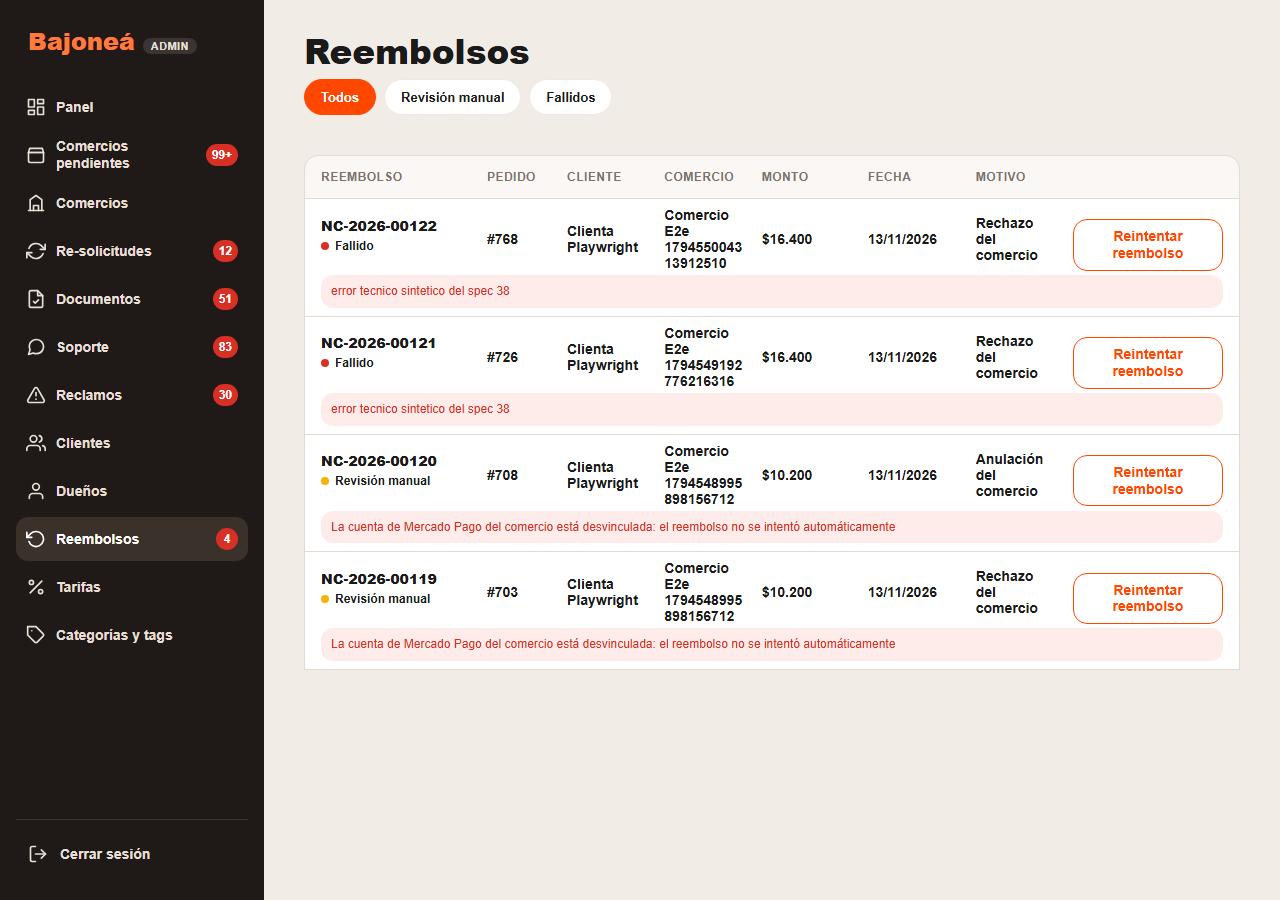 Bajoneá ADMIN
Panel
Comercios
pendientes
99+
Comercios
Re-solicitudes 12
Documentos 51
Soporte 83
Reclamos 30
Clientes
Dueños
Reembolsos 4
Tarifas
Categorías y tags
Cerrar sesión
Reembolsos
Todos Revisión manual Fallidos
REEMBOLSO PEDIDO CLIENTE COMERCIO MONTO FECHA MOTIVO
NC-2026-00122
Fallido
#768
Clienta
Playwright
Comercio
E2e
1794550043
13912510
$16.400
13/11/2026
Rechazo
del
comercio
Reintentar
reembolso
error tecnico sintetico del spec 38
NC-2026-00121
Fallido
#726
Clienta
Playwright
Comercio
E2e
1794549192
776216316
$16.400
13/11/2026
Rechazo
del
comercio
Reintentar
reembolso
error tecnico sintetico del spec 38
NC-2026-00120
Revisión manual
#708
Clienta
Playwright
Comercio
E2e
1794548995
898156712
$10.200
13/11/2026
Anulación
del
comercio
Reintentar
reembolso
La cuenta de Mercado Pago del comercio está desvinculada: el reembolso no se intentó automáticamente
NC-2026-00119
Revisión manual
#703
Clienta
Playwright
Comercio
E2e
1794548995
898156712
$10.200
13/11/2026
Rechazo
del
comercio
Reintentar
reembolso
La cuenta de Mercado Pago del comercio está desvinculada: el reembolso no se intentó automáticamente